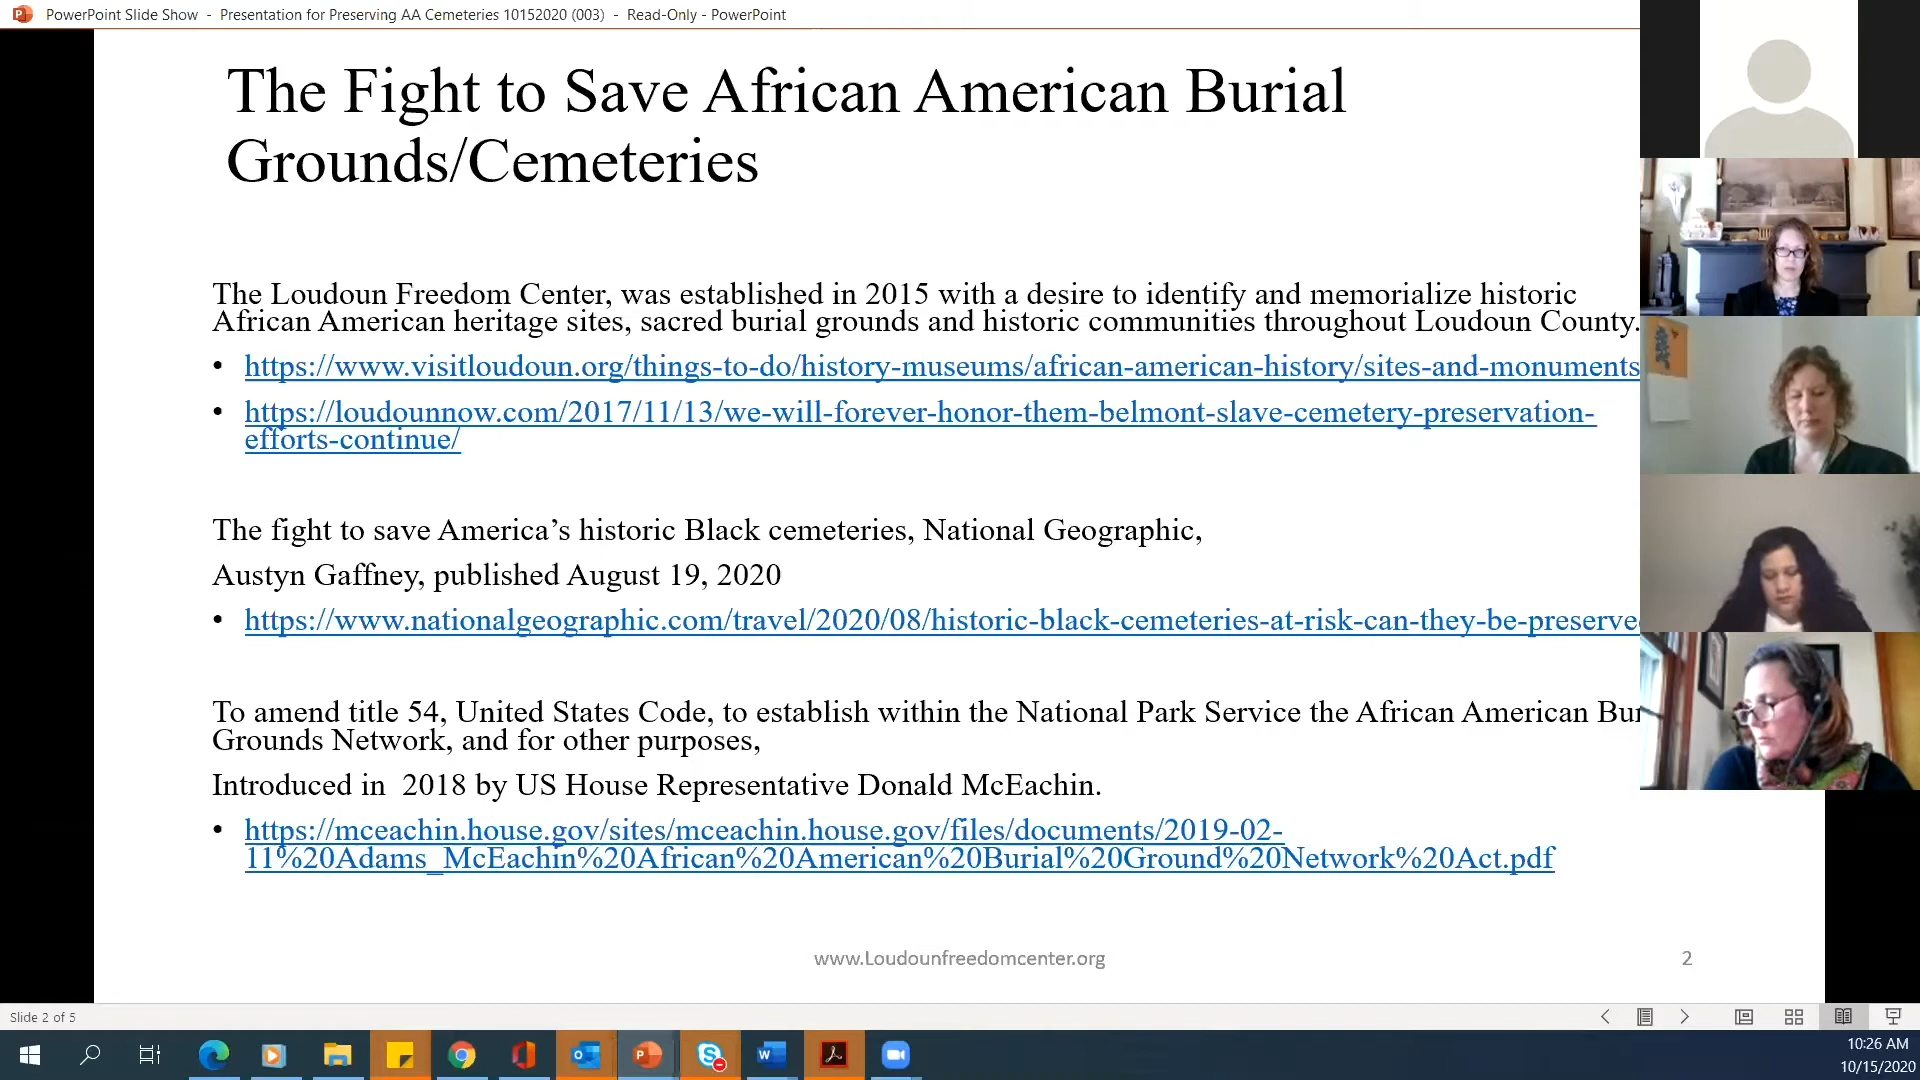 PowerPoint Slide Show - Presentation for Preserving AA Cemeteries 10152020 (003) - Read-Only - PowerPoint
The Fight to Save African American Burial
Grounds/Cemeteries
The Loudoun Freedom Center, was established in 2015 with a desire to identify and memorialize historic
African American heritage sites, sacred burial grounds and historic communities throughout Loudoun County.
• https://www.visitloudoun.org/things-to-do/history-museums/african-american-history/sites-and-monuments
• https://loudounnow.com/2017/11/13/we-will-forever-honor-them-belmont-slave-cemetery-preservation-
efforts-continue/
The fight to save America’s historic Black cemeteries, National Geographic,
Austyn Gaffney, published August 19, 2020
• https://www.nationalgeographic.com/travel/2020/08/historic-black-cemeteries-at-risk-can-they-be-preserve
To amend title 54, United States Code, to establish within the National Park Service the African American Bu
Grounds Network, and for other purposes,
Introduced in 2018 by US House Representative Donald McEachin.
• https://mceachin.house.gov/sites/mceachin.house.gov/files/documents/2019-02-
11%20Adams_McEachin%20African%20American%20Burial%20Ground%20Network%20Act.pdf
www.Loudounfreedomcenter.org
2
Slide 2 of 5
10:26 AM
10/15/2020